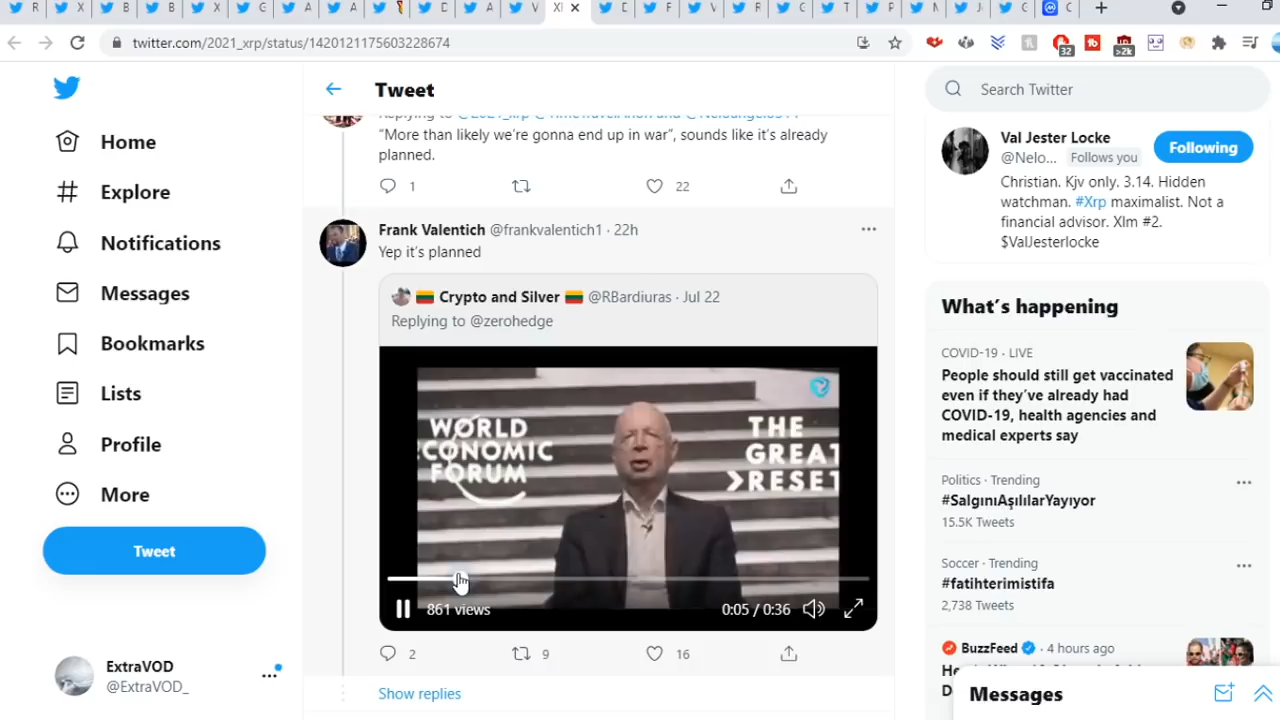 twitter.com/2021_xrp/status/1420121175603228674
32
>2k
Home
Explore
Notifications
Messages
Bookmarks
Lists
Profile
More
Tweet
ExtraVOD
@ExtraVOD_
Tweet
“More than likely we’re gonna end up in war”, sounds like it’s already
planned.
1
22
Frank Valentich @frankvalentich1 · 22h
Yep it’s planned
Crypto and Silver @RBardiuras · Jul 22
Replying to @zerohedge
WORLD
ECONOMIC
FORUM
THE
GREAT
RESET
861 views
0:05 / 0:36
2
9
16
Show replies
Search Twitter
Val Jester Locke
@Nelo... Follows you
Following
Christian. Kjv only. 3.14. Hidden
watchman. #Xrp maximalist. Not a
financial advisor. Xlm #2.
$ValJesterlocke
What’s happening
COVID-19 · LIVE
People should still get vaccinated
even if they’ve already had
COVID-19, health agencies and
medical experts say
Politics · Trending
#SalgınıAşılılarYayıyor
15.5K Tweets
Soccer · Trending
#fatihterimistifa
2,738 Tweets
BuzzFeed · 4 hours ago
Messages